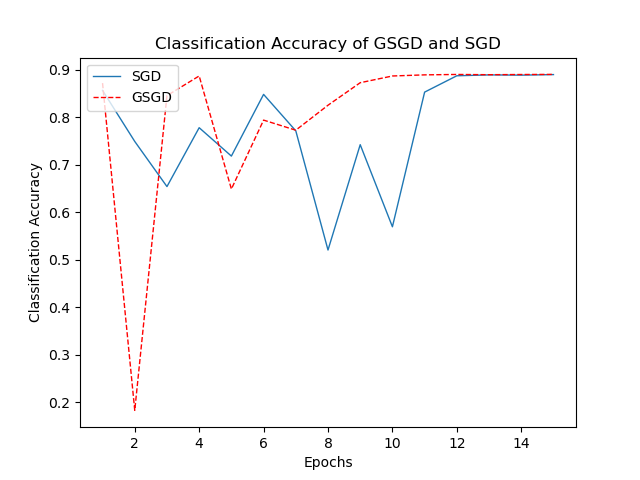 Classification Accuracy of GSGD and SGD
SGD
GSGD
0.9
0.8
0.7
0.6
0.5
0.4
0.3
0.2
Classification Accuracy
2 4 6 8 10 12 14
Epochs